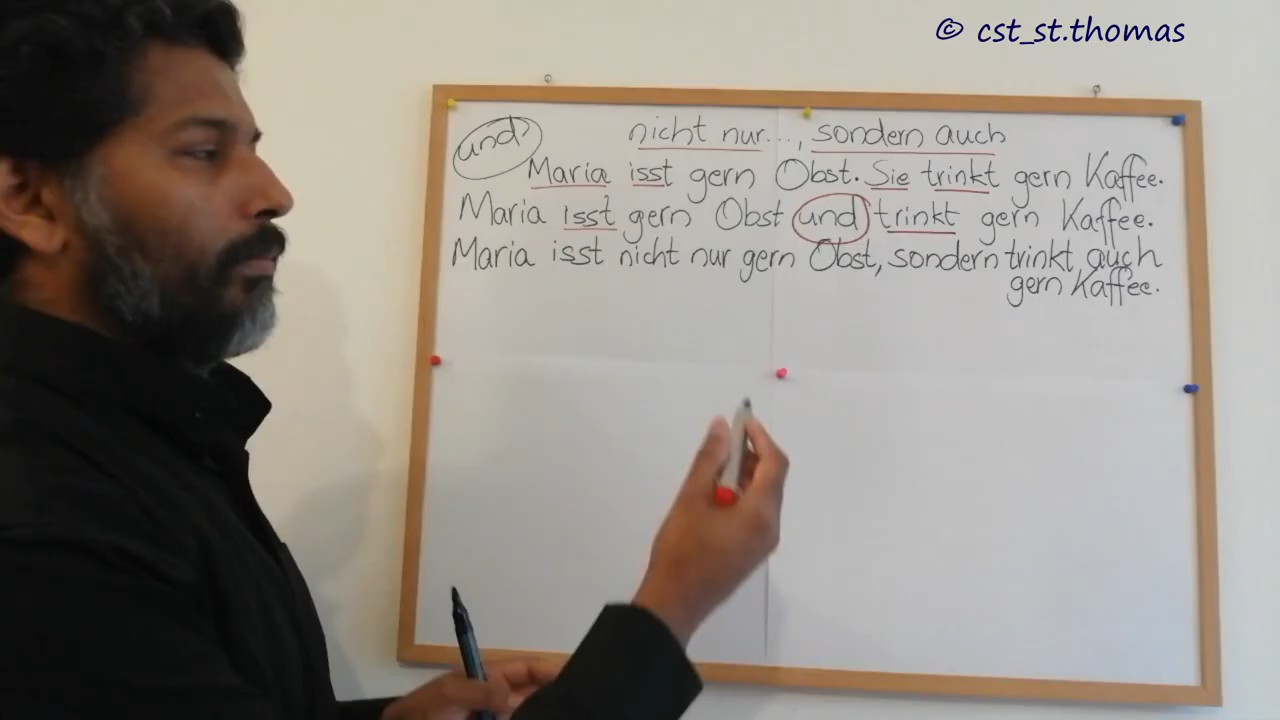 © cst_st.thomas
und
nicht nur..., sondern auch
Maria isst gern Obst. Sie trinkt gern Kaffee.
Maria isst gern Obst und trinkt gern Kaffee.
Maria isst nicht nur gern Obst, sondern trinkt auch
gern Kaffee.